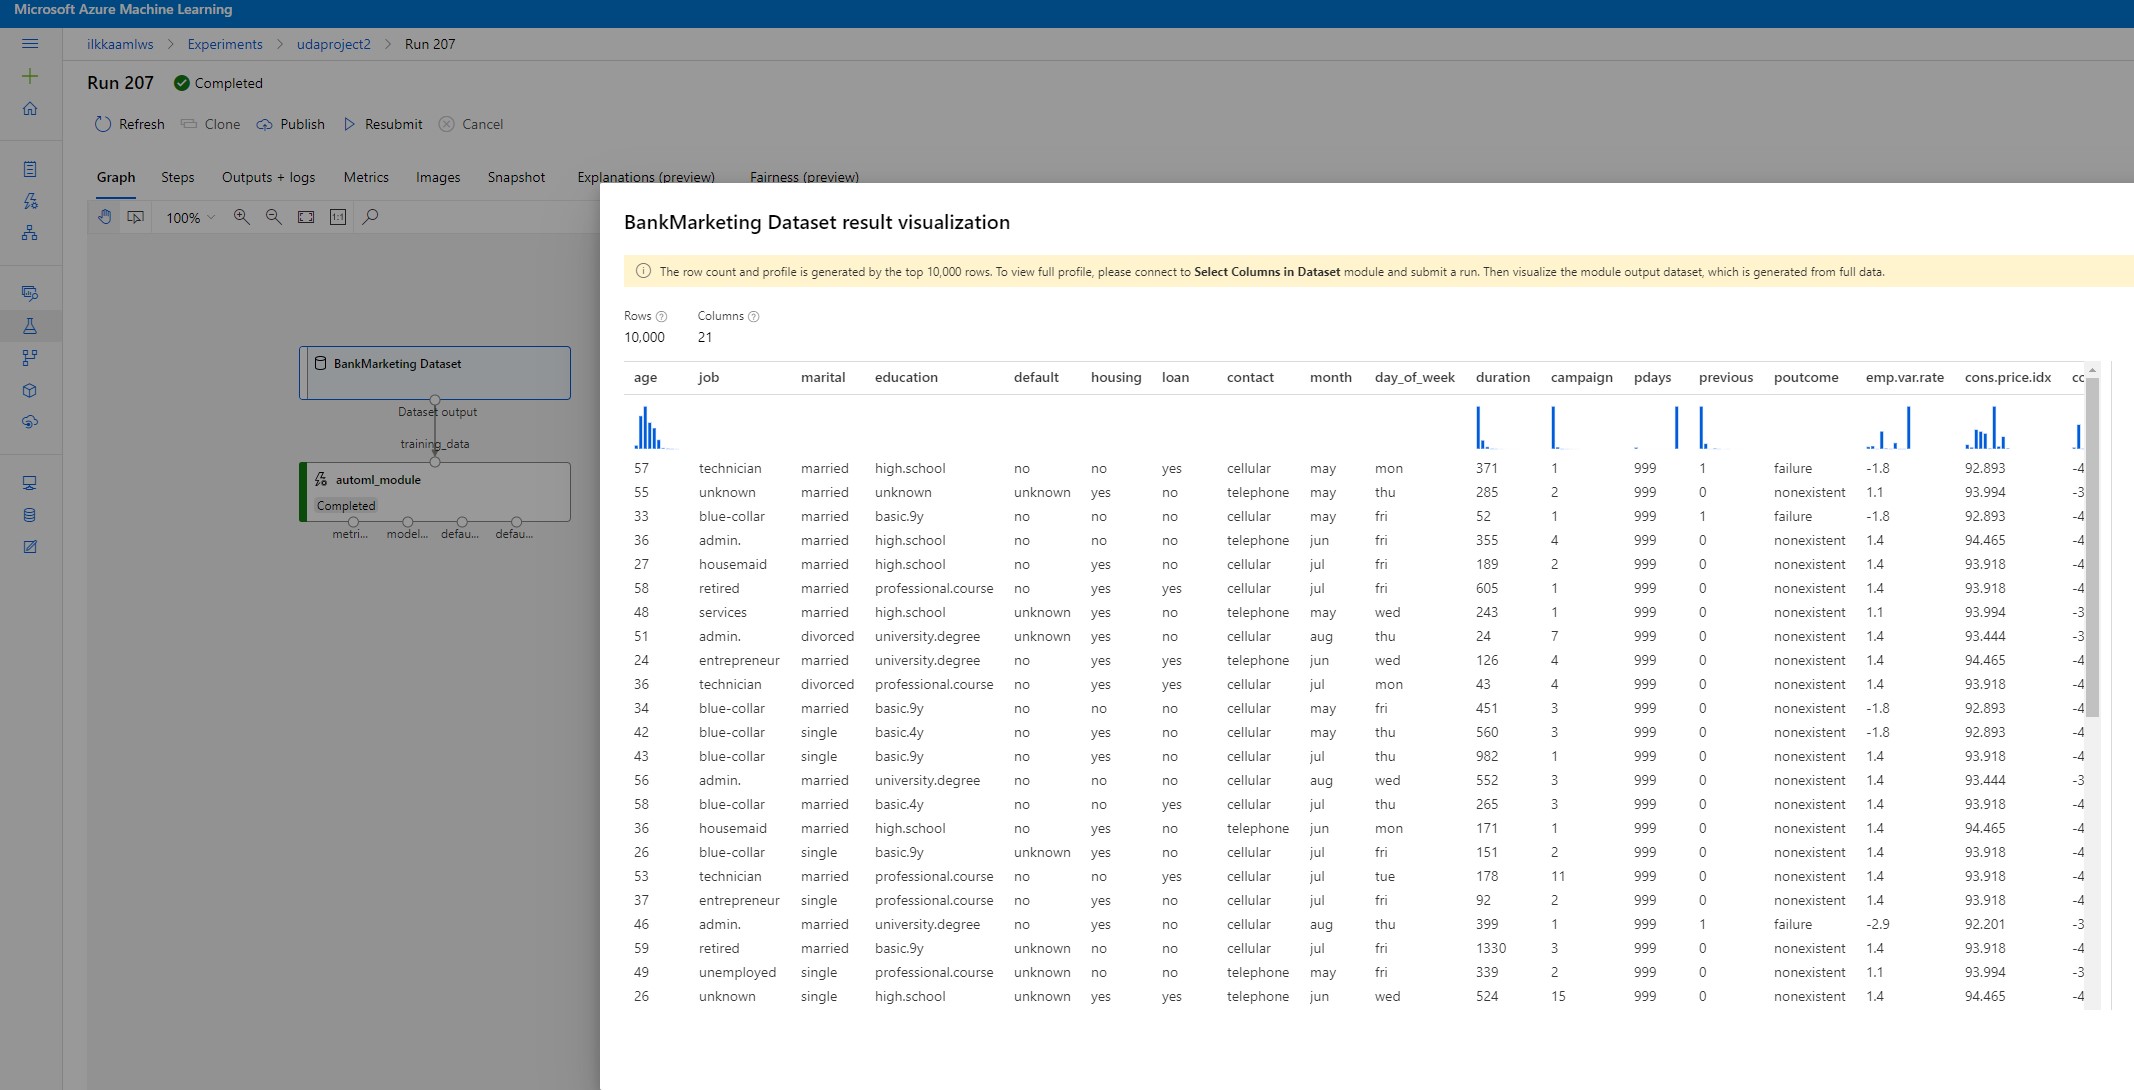 Microsoft Azure Machine Learning
ilkkaamlws > Experiments > udaproject2 > Run 207
Run 207 Completed
Refresh Clone Publish Resubmit Cancel
Graph Steps Outputs + logs Metrics Images Snapshot Explanations (preview) Fairness (preview)
100% 1:1
BankMarketing Dataset
Dataset output
training_data
automl_module
Completed
metri... model... defau... defau...
BankMarketing Dataset result visualization
The row count and profile is generated by the top 10,000 rows. To view full profile, please connect to Select Columns in Dataset module and submit a run. Then visualize the module output dataset, which is generated from full data.
Rows Columns
10,000 21
age job marital education default housing loan contact month day_of_week duration campaign pdays previous poutcome emp.var.rate cons.price.idx cc
57 technician married high.school no no yes cellular may mon 371 1 999 1 failure -1.8 92.893 -4
55 unknown married unknown unknown yes no telephone may thu 285 2 999 0 nonexistent 1.1 93.994 -3
33 blue-collar married basic.9y no no no cellular may fri 52 1 999 1 failure -1.8 92.893 -4
36 admin. married high.school no no no telephone jun fri 355 4 999 0 nonexistent 1.4 94.465 -4
27 housemaid married high.school no yes no cellular jul fri 189 2 999 0 nonexistent 1.4 93.918 -4
58 retired married professional.course no yes yes cellular jul fri 605 1 999 0 nonexistent 1.4 93.918 -4
48 services married high.school unknown yes no telephone may wed 243 1 999 0 nonexistent 1.1 93.994 -3
51 admin. divorced university.degree unknown yes no cellular aug thu 24 7 999 0 nonexistent 1.4 93.444 -3
24 entrepreneur married university.degree no yes yes telephone jun wed 126 4 999 0 nonexistent 1.4 94.465 -4
36 technician divorced professional.course no yes yes cellular jul mon 43 4 999 0 nonexistent 1.4 93.918 -4
34 blue-collar married basic.9y no no no cellular may fri 451 3 999 0 nonexistent -1.8 92.893 -4
42 blue-collar single basic.4y no yes no cellular may thu 560 3 999 0 nonexistent -1.8 92.893 -4
43 blue-collar single basic.9y no yes no cellular jul thu 982 1 999 0 nonexistent 1.4 93.918 -4
56 admin. married university.degree no no no cellular aug wed 552 3 999 0 nonexistent 1.4 93.444 -3
58 blue-collar married basic.4y no no yes cellular jul thu 265 3 999 0 nonexistent 1.4 93.918 -4
36 housemaid married high.school no yes no telephone jun mon 171 1 999 0 nonexistent 1.4 94.465 -4
26 blue-collar single basic.9y unknown yes no cellular jul fri 151 2 999 0 nonexistent 1.4 93.918 -4
53 technician married professional.course no no yes cellular jul tue 178 11 999 0 nonexistent 1.4 93.918 -4
37 entrepreneur single professional.course no yes no cellular jul fri 92 2 999 0 nonexistent 1.4 93.918 -4
46 admin. married university.degree no yes no cellular aug thu 399 1 999 1 failure -2.9 92.201 -3
59 retired married basic.9y unknown no no cellular jul fri 1330 3 999 0 nonexistent 1.4 93.918 -4
49 unemployed single professional.course unknown no no telephone may fri 339 2 999 0 nonexistent 1.1 93.994 -3
26 unknown single high.school unknown yes yes telephone jun wed 524 15 999 0 nonexistent 1.4 94.465 -4